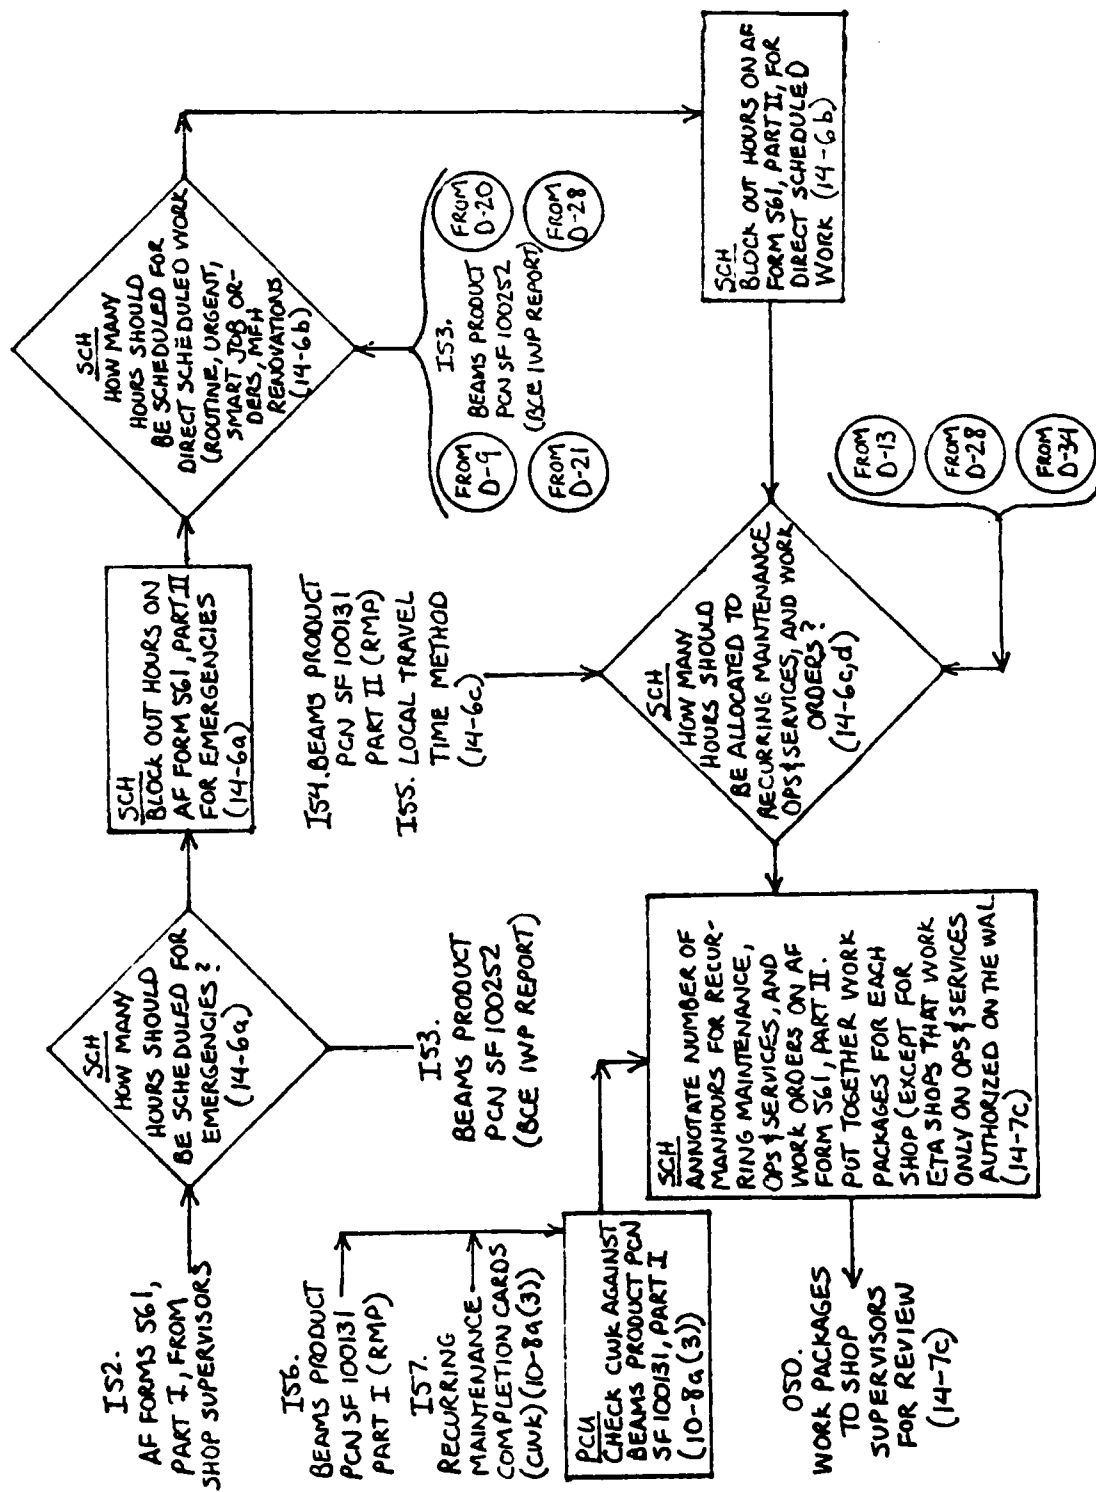 I52.
AF FORMS 561,
PART I, FROM
SHOP SUPERVISORS
SCH
HOW MANY
HOURS SHOULD
BE SCHEDULED FOR
EMERGENCIES?
(14-6a)
I53.
BEAMS PRODUCT
PCN SF 100252
(BCE IWP REPORT)
SCH
BLOCK OUT HOURS ON
AF FORM 561, PART II
FOR EMERGENCIES
(14-6a)
SCH
HOW MANY
HOURS SHOULD
BE SCHEDULED FOR
DIRECT SCHEDULED WORK
(ROUTINE, URGENT,
SMART JOB OR-
DERS, MFH
RENOVATIONS
(14-6b)
FROM
D-9
FROM
D-21
I53.
BEAMS PRODUCT
PCN SF 100252
(BCE IWP REPORT)
FROM
D-20
FROM
D-28
SCH
BLOCK OUT HOURS ON AF
FORM 561, PART II, FOR
DIRECT SCHEDULED
WORK (14-6b)
I54. BEAMS PRODUCT
PCN SF 100131
PART II (RMP)
I55. LOCAL TRAVEL
TIME METHOD
(14-6c)
SCH
HOW MANY
HOURS SHOULD
BE ALLOCATED TO
RECURRING MAINTENANCE
OPS & SERVICES, AND WORK
ORDERS?
(14-6c,d)
FROM
D-13
FROM
D-28
FROM
D-34
I56.
BEAMS PRODUCT
PCN SF 100131
PART I (RMP)
I57.
RECURRING
MAINTENANCE
COMPLETION CARDS
(CWK) (10-8a(3))
PCU
CHECK CWK AGAINST
BEAMS PRODUCT PCN
SF 100131, PART I
(10-8a(3))
SCH
ANNOTATE NUMBER OF
MANHOURS FOR RECUR-
RING MAINTENANCE,
OPS & SERVICES, AND
WORK ORDERS ON AF
FORM 561, PART II.
PUT TOGETHER WORK
PACKAGES FOR EACH
SHOP (EXCEPT FOR
ETA SHOPS THAT WORK
ONLY ON OPS & SERVICES
AUTHORIZED ON THE WAL
(14-7c)
O50.
WORK PACKAGES
TO SHOP
SUPERVISORS
FOR REVIEW
(14-7c)